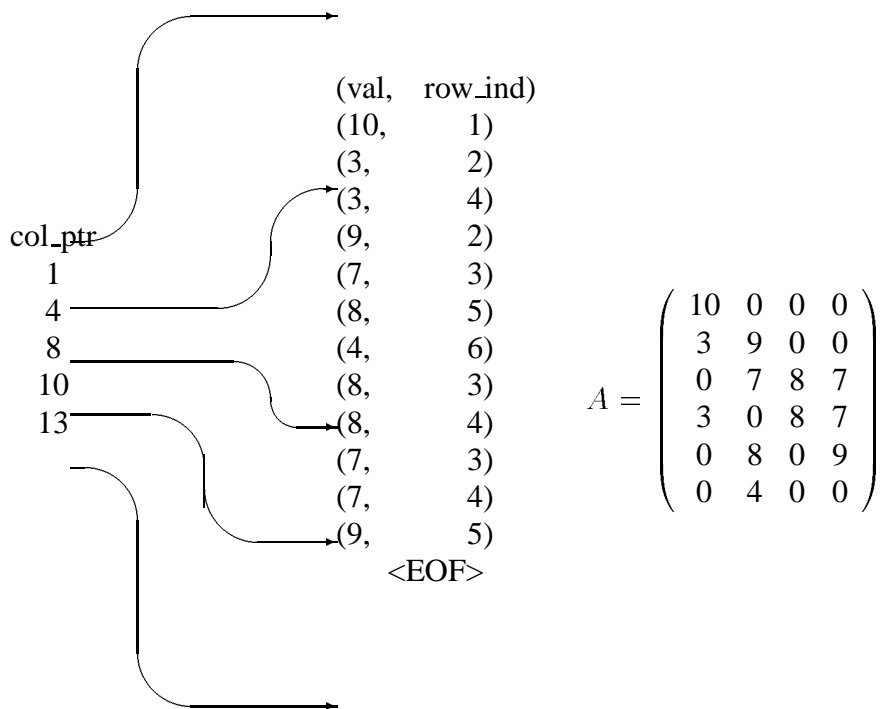 (val, row_ind)
(10, 1)
(3, 2)
(3, 4)
(9, 2)
(7, 3)
(8, 5)
(4, 6)
(8, 3)
(8, 4)
(7, 3)
(7, 4)
(9, 5)
<EOF>
col_ptr
1
4
8
10
13
A =
10 0 0 0
3 9 0 0
0 7 8 7
3 0 8 7
0 8 0 9
0 4 0 0